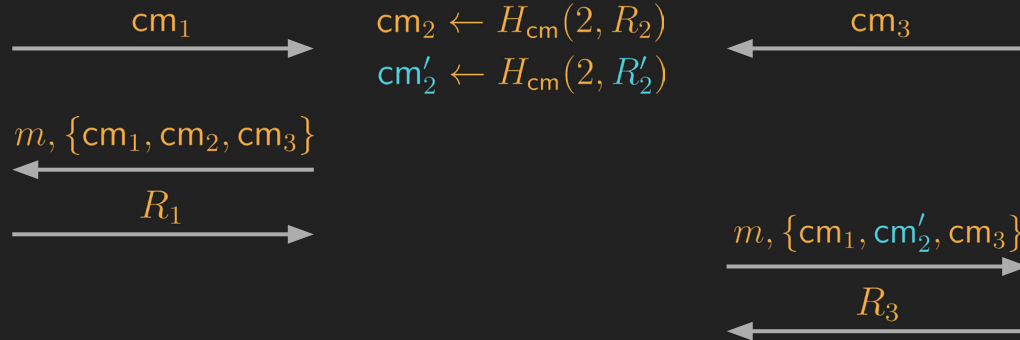 cm₁
cm₂ ← H_cm(2, R₂)
cm₃
cm′₂ ← H_cm(2, R′₂)
m, {cm₁, cm₂, cm₃}
R₁
m, {cm₁, cm′₂, cm₃}
R₃